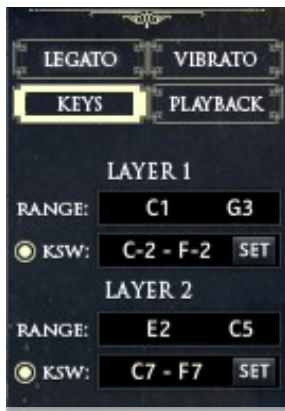 LEGATO VIBRATO
KEYS PLAYBACK
LAYER 1
RANGE: C1 G3
KSW: C-2 - F-2 SET
LAYER 2
RANGE: E2 C5
KSW: C7 - F7 SET